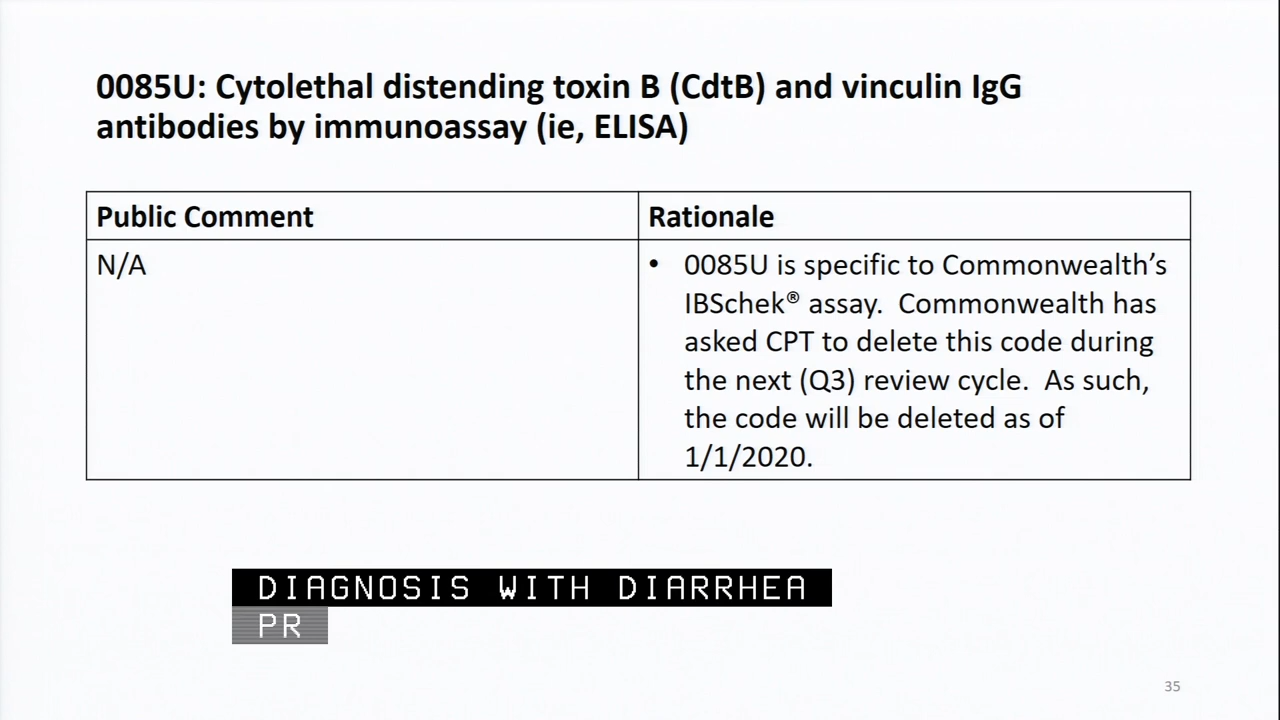 0085U: Cytolethal distending toxin B (CdtB) and vinculin IgG
antibodies by immunoassay (ie, ELISA)
Public Comment
Rationale
N/A
• 0085U is specific to Commonwealth’s
IBSchek® assay.  Commonwealth has
asked CPT to delete this code during
the next (Q3) review cycle.  As such,
the code will be deleted as of
1/1/2020.
DIAGNOSIS WITH DIARRHEA
PR
35